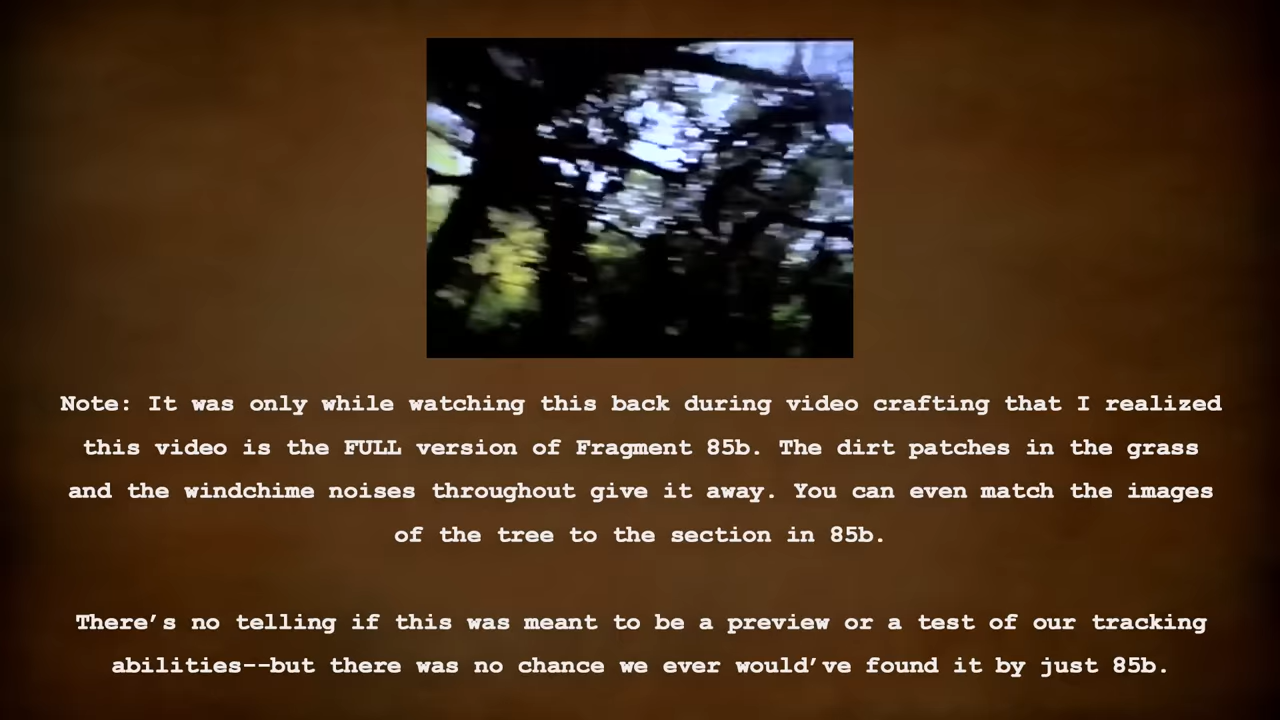 Note: It was only while watching this back during video crafting that I realized
this video is the FULL version of Fragment 85b. The dirt patches in the grass
and the windchime noises throughout give it away. You can even match the images
of the tree to the section in 85b.
There’s no telling if this was meant to be a preview or a test of our tracking
abilities--but there was no chance we ever would’ve found it by just 85b.